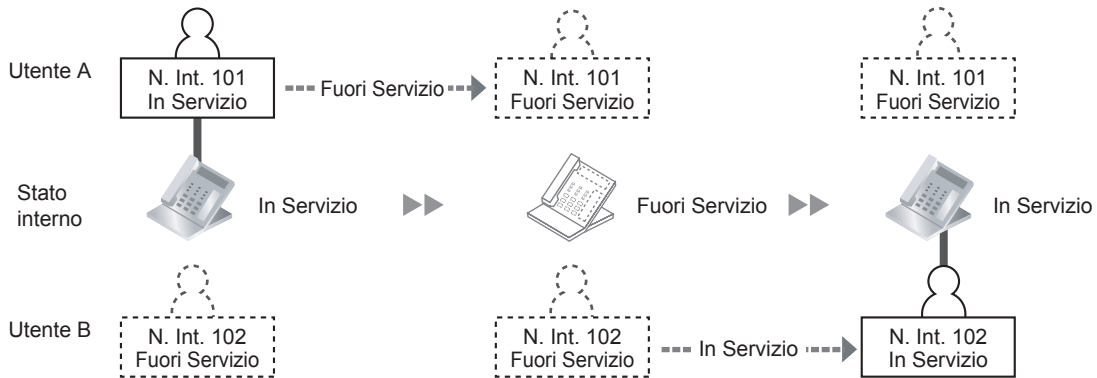 Utente A
N. Int. 101
In Servizio
Fuori Servizio
N. Int. 101
Fuori Servizio
N. Int. 101
Fuori Servizio
Stato
interno
In Servizio
Fuori Servizio
In Servizio
Utente B
N. Int. 102
Fuori Servizio
N. Int. 102
Fuori Servizio
In Servizio
N. Int. 102
In Servizio